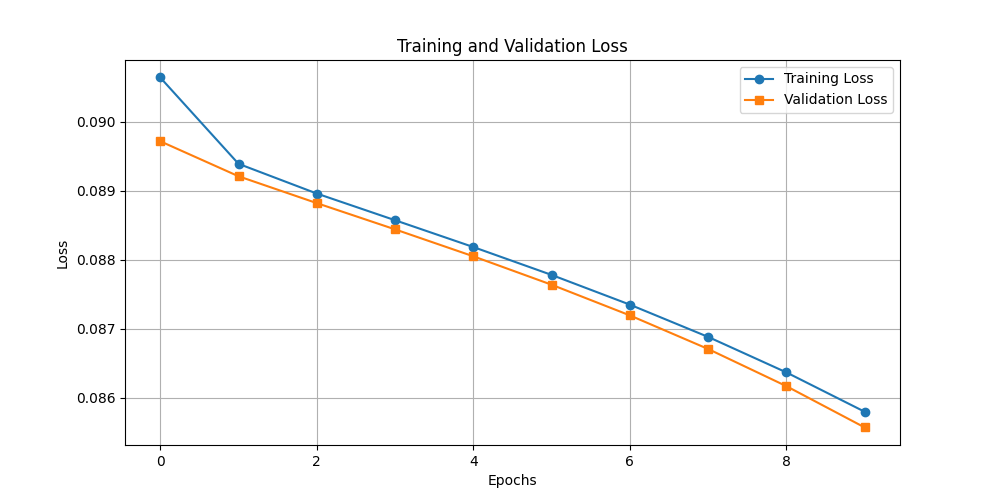 Training and Validation Loss
Training Loss
Validation Loss
Loss
0.090
0.089
0.088
0.087
0.086
0 2 4 6 8
Epochs